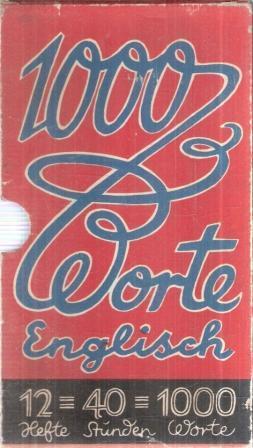 1000
Worte
Englisch
12 = 40 = 1000
Hefte Stunden Worte